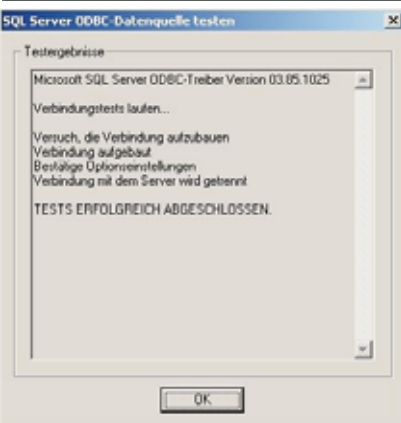 SQL Server ODBC-Datenquelle testen
Testergebnisse
Microsoft SQL Server ODBC-Treiber Version 03.85.1025
Verbindungstests laufen...
Versuch, die Verbindung aufzubauen
Verbindung aufgebaut
Bestätige Optionseinstellungen
Verbindung mit dem Server wird getrennt
TESTS ERFOLGREICH ABGESCHLOSSEN.
OK